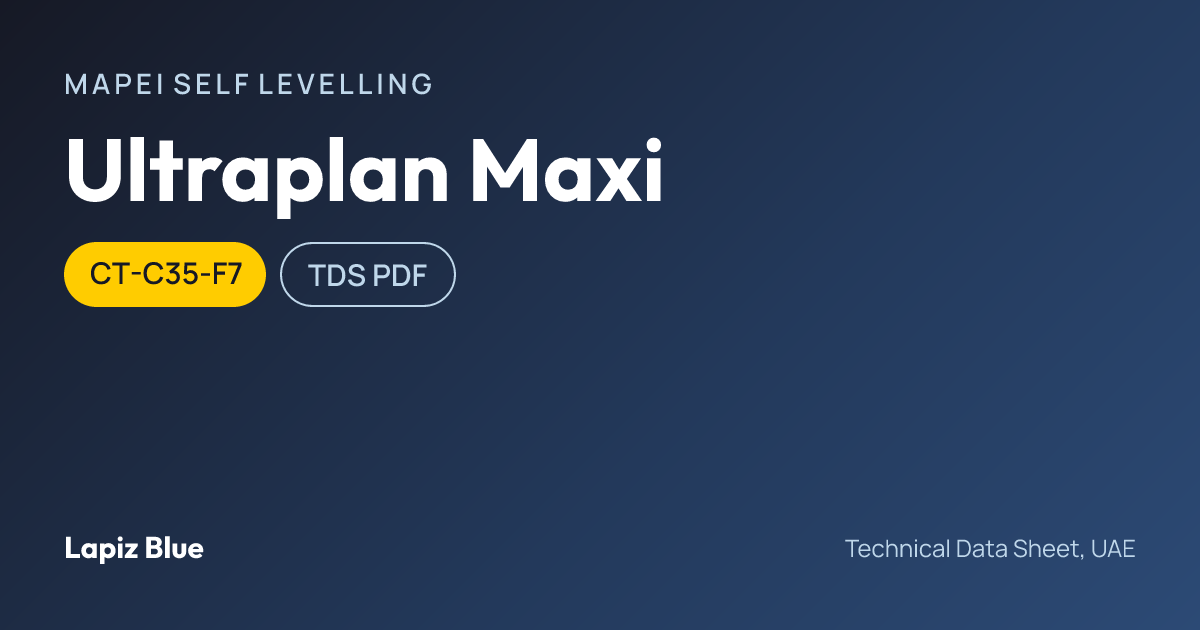 MAPEI SELF LEVELLING
Ultraplan Maxi
CT-C35-F7
TDS PDF
Lapiz Blue
Technical Data Sheet, UAE